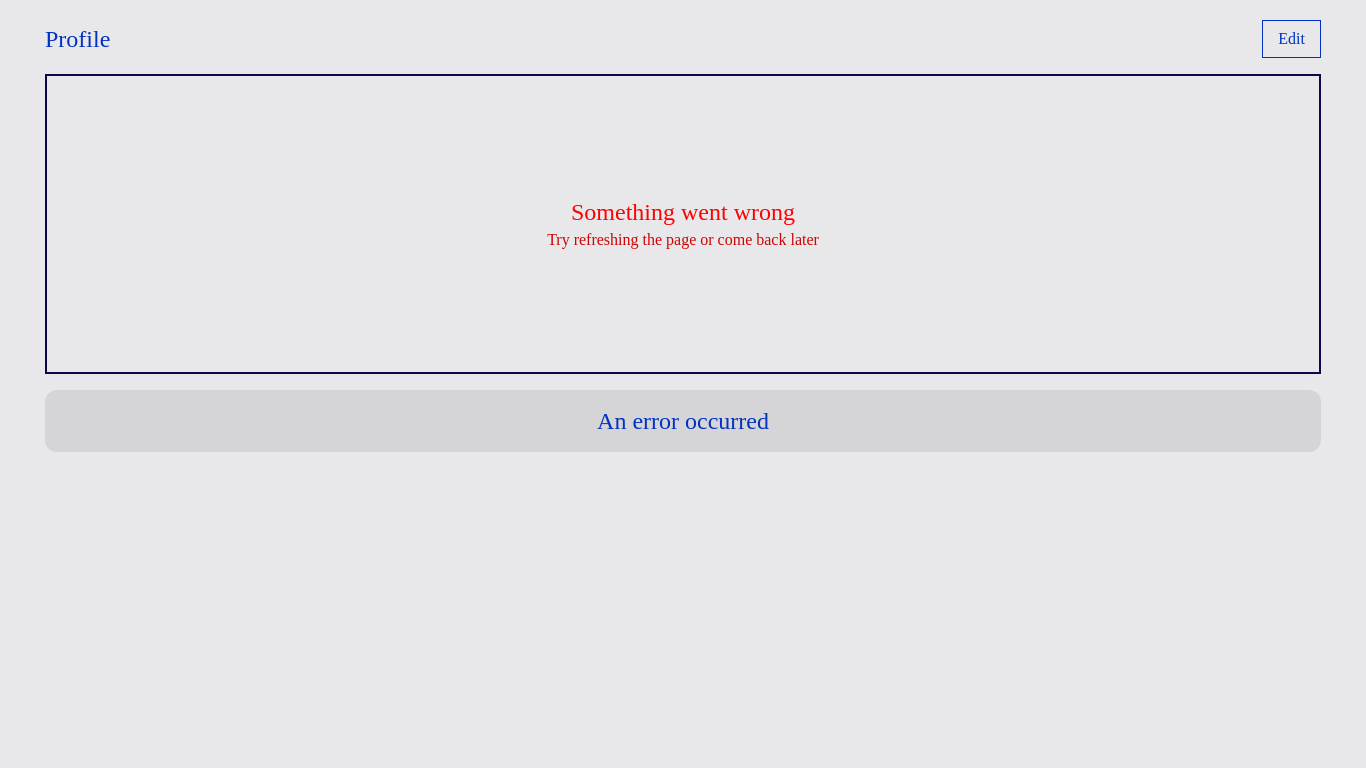 Profile
Edit
Something went wrong
Try refreshing the page or come back later
An error occurred